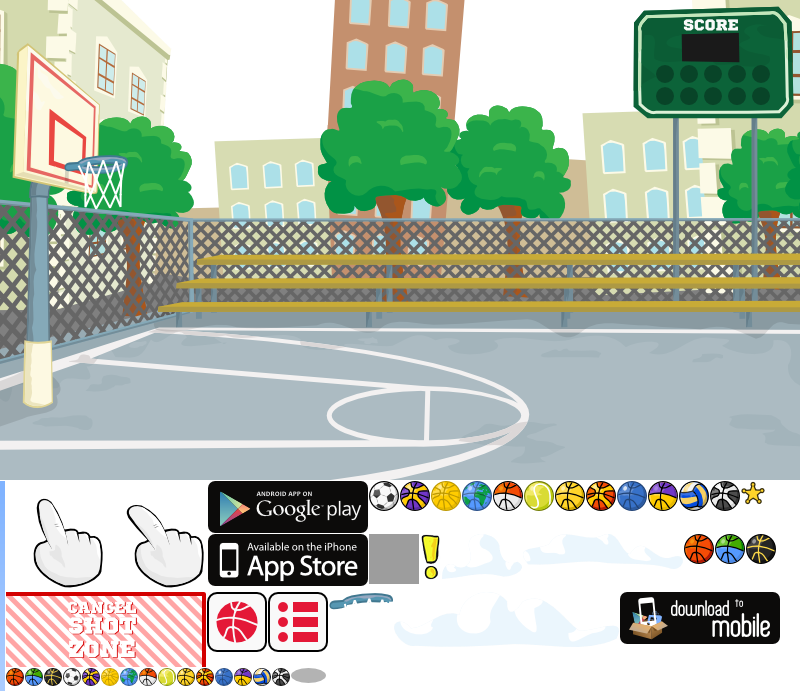 SCORE
ANDROID APP ON
Google play
Available on the iPhone
App Store
CANCEL
SHOT
ZONE
download to
mobile